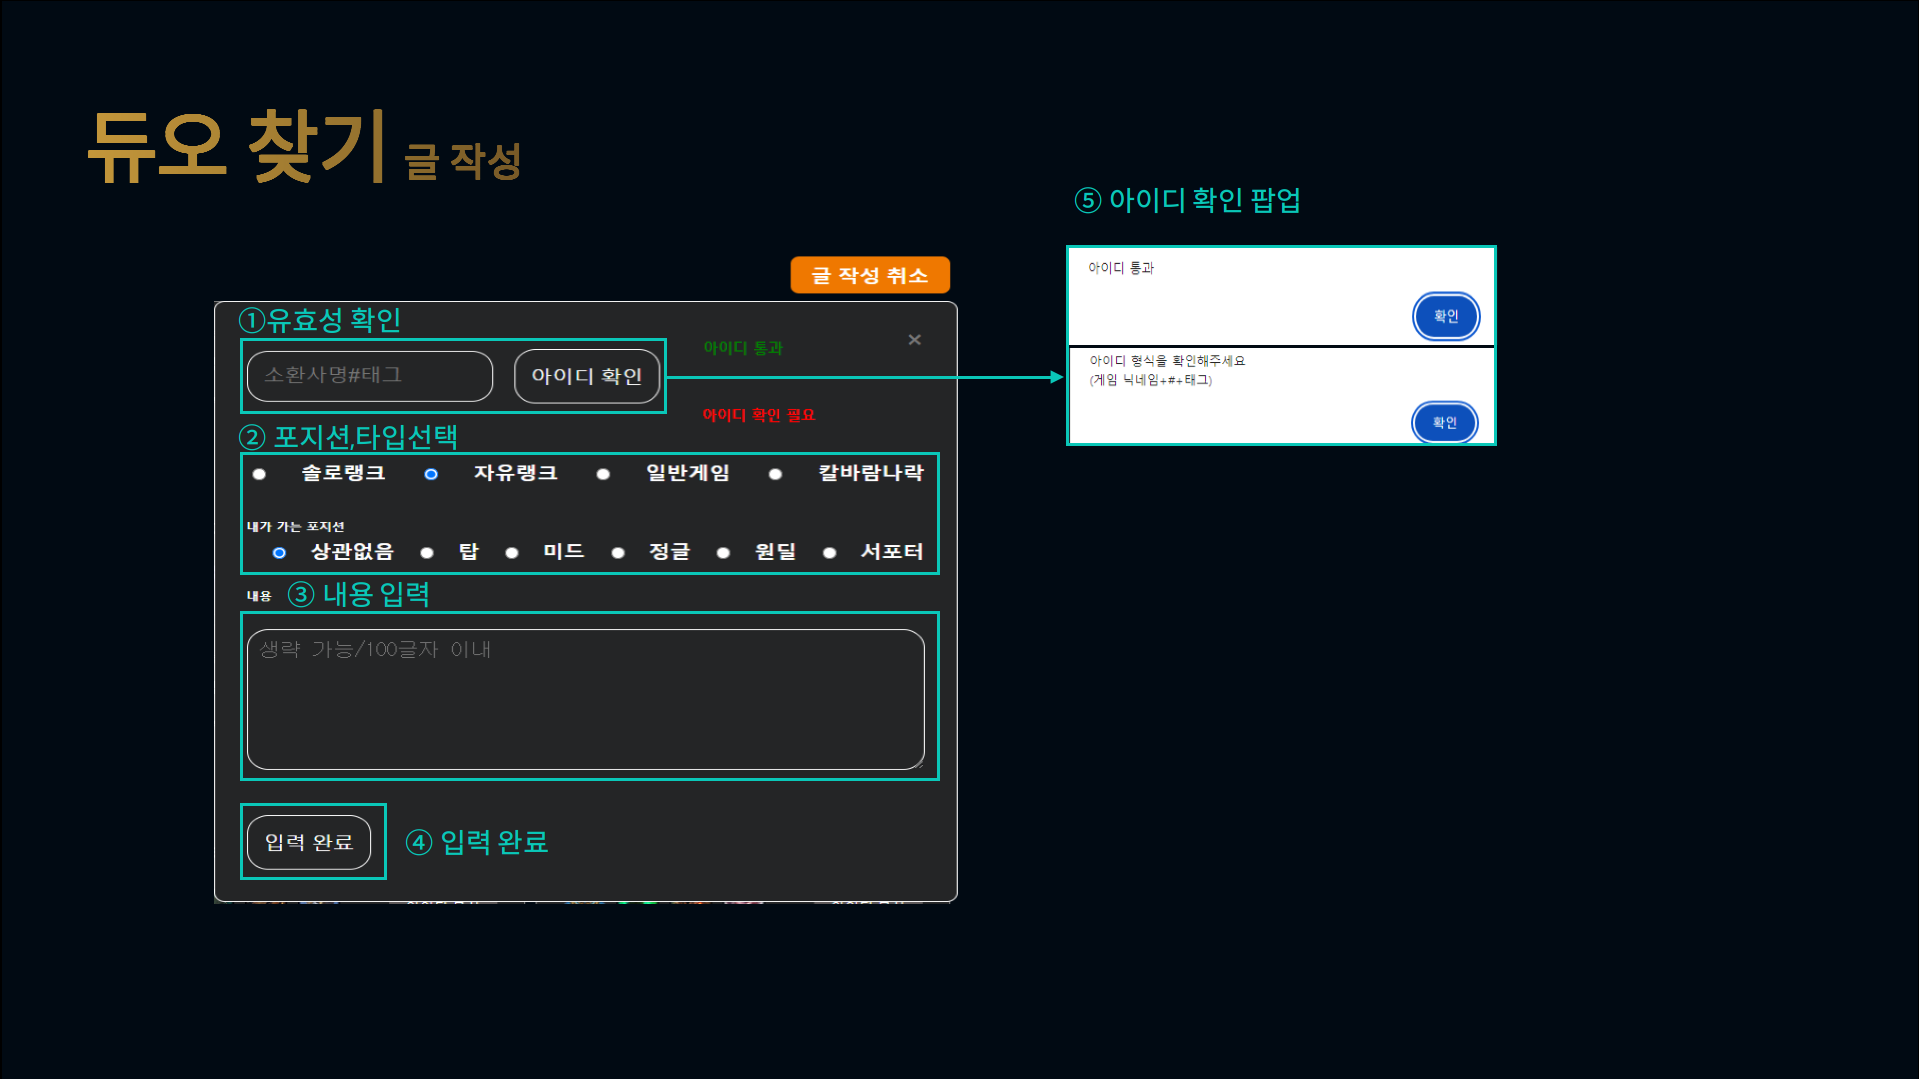 듀오 찾기 글 작성
⑤ 아이디 확인 팝업
글 작성 취소
①유효성 확인
×
소환사명#태그
아이디 확인
아이디 통과
아이디 확인 필요
아이디 통과
확인
아이디 형식을 확인해주세요
(게임 닉네임+#+태그)
확인
② 포지션,타입선택
솔로랭크 자유랭크 일반게임 칼바람나락
내가 가는 포지션
상관없음 탑 미드 정글 원딜 서포터
내용 ③ 내용 입력
생략 가능/100글자 이내
입력 완료
④ 입력 완료